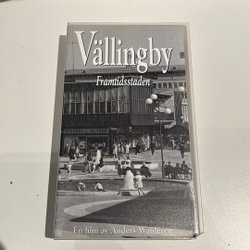 Vällingby
Framtidsstaden
En film av Anders Wahlgren